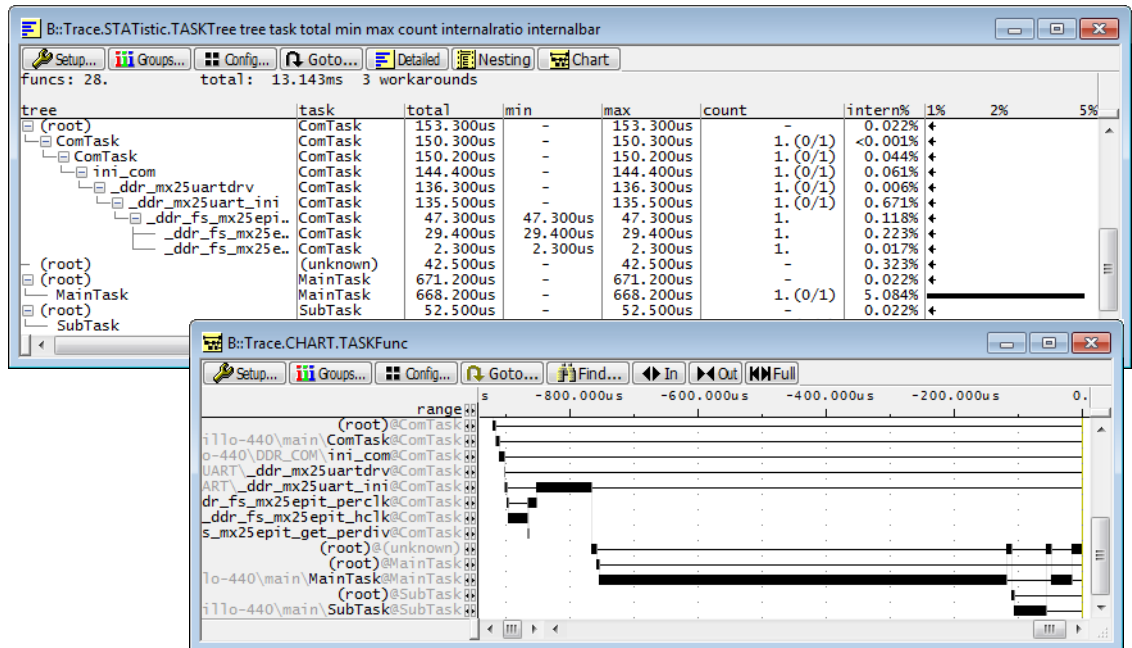 B::Trace.STATistic.TASKTree tree task total min max count internalratio internalbar
Setup... Groups... Config... Goto... Detailed Nesting Chart
funcs: 28. total: 13.143ms 3 workarounds
tree task total min max count intern% 1% 2% 5%
(root) ComTask 153.300us - 153.300us - 0.022%
ComTask ComTask 150.300us - 150.300us 1.(0/1) <0.001%
ComTask ComTask 150.200us - 150.200us 1.(0/1) 0.044%
ini_com ComTask 144.400us - 144.400us 1.(0/1) 0.061%
_ddr_mx25uartdrv ComTask 136.300us - 136.300us 1.(0/1) 0.006%
_ddr_mx25uart_ini ComTask 135.500us - 135.500us 1.(0/1) 0.671%
_ddr_fs_mx25epi.. ComTask 47.300us 47.300us 47.300us 1. 0.118%
_ddr_fs_mx25e.. ComTask 29.400us 29.400us 29.400us 1. 0.223%
_ddr_fs_mx25e.. ComTask 2.300us 2.300us 2.300us 1. 0.017%
(root) (unknown) 42.500us - 42.500us - 0.323%
(root) MainTask 671.200us - 671.200us - 0.022%
MainTask MainTask 668.200us - 668.200us 1.(0/1) 5.084%
(root) SubTask 52.500us - 52.500us - 0.022%
SubTask
B::Trace.CHART.TASKFunc
Setup... Groups... Config... Goto... Find... In Out Full
s -800.000us -600.000us -400.000us -200.000us 0.
range
(root)@ComTask
illo-440\main\ComTask@ComTask
o-440\DDR_COM\ini_com@ComTask
UART\_ddr_mx25uartdrv@ComTask
ART\_ddr_mx25uart_ini@ComTask
dr_fs_mx25epit_perclk@ComTask
_ddr_fs_mx25epit_hclk@ComTask
s_mx25epit_get_perdiv@ComTask
(root)@(unknown)
(root)@MainTask
lo-440\main\MainTask@MainTask
(root)@SubTask
illo-440\main\SubTask@SubTask